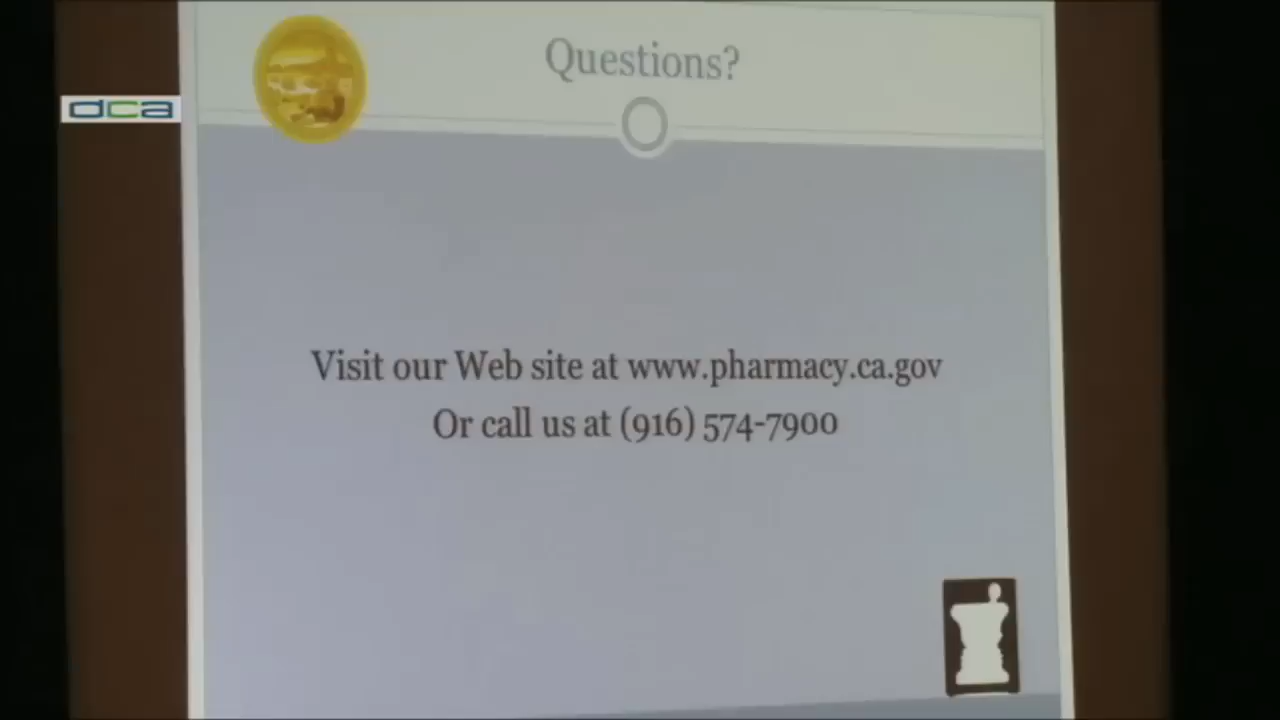 Questions?
dca
Visit our Web site at www.pharmacy.ca.gov
Or call us at (916) 574-7900